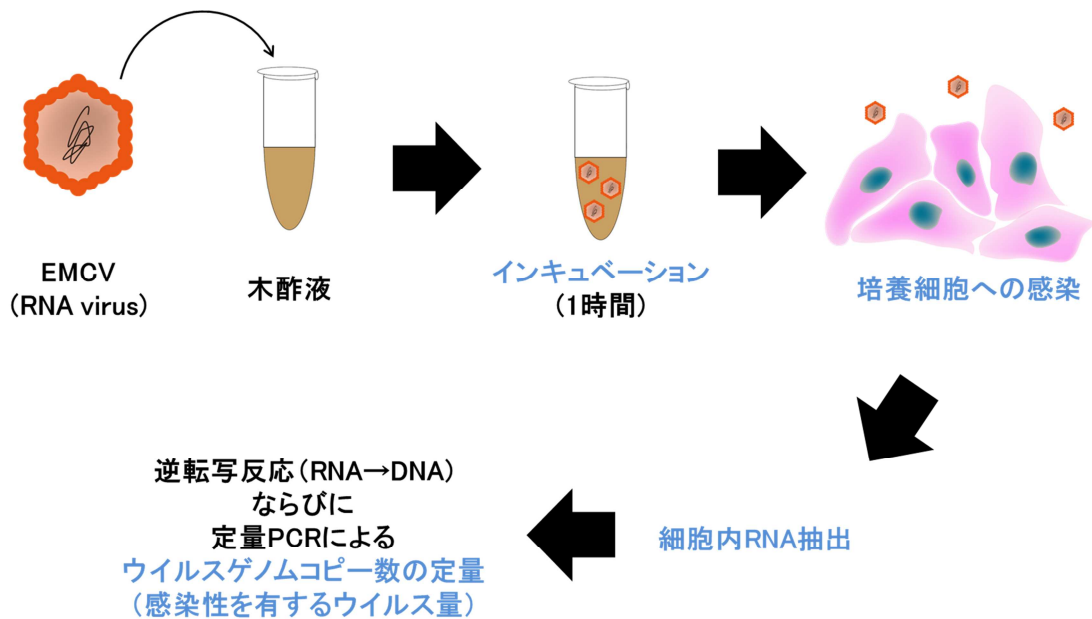 EMCV
(RNA virus)
木酢液
インキュベーション
(1時間)
培養細胞への感染
細胞内RNA抽出
逆転写反応(RNA→DNA)
ならびに
定量PCRによる
ウイルスゲノムコピー数の定量
(感染性を有するウイルス量)